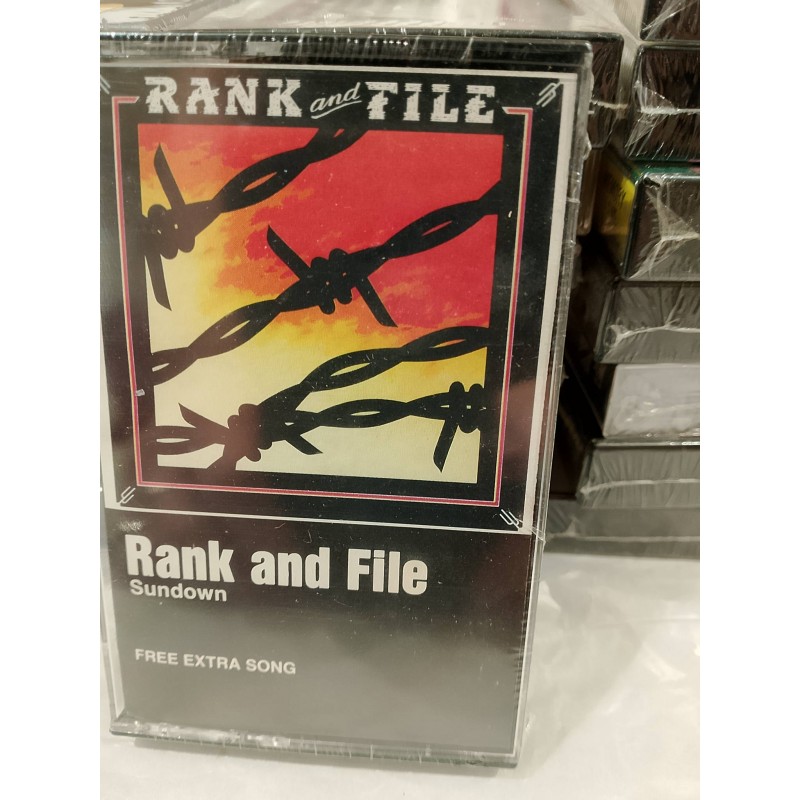 RANK and FILE
Rank and File
Sundown
FREE EXTRA SONG